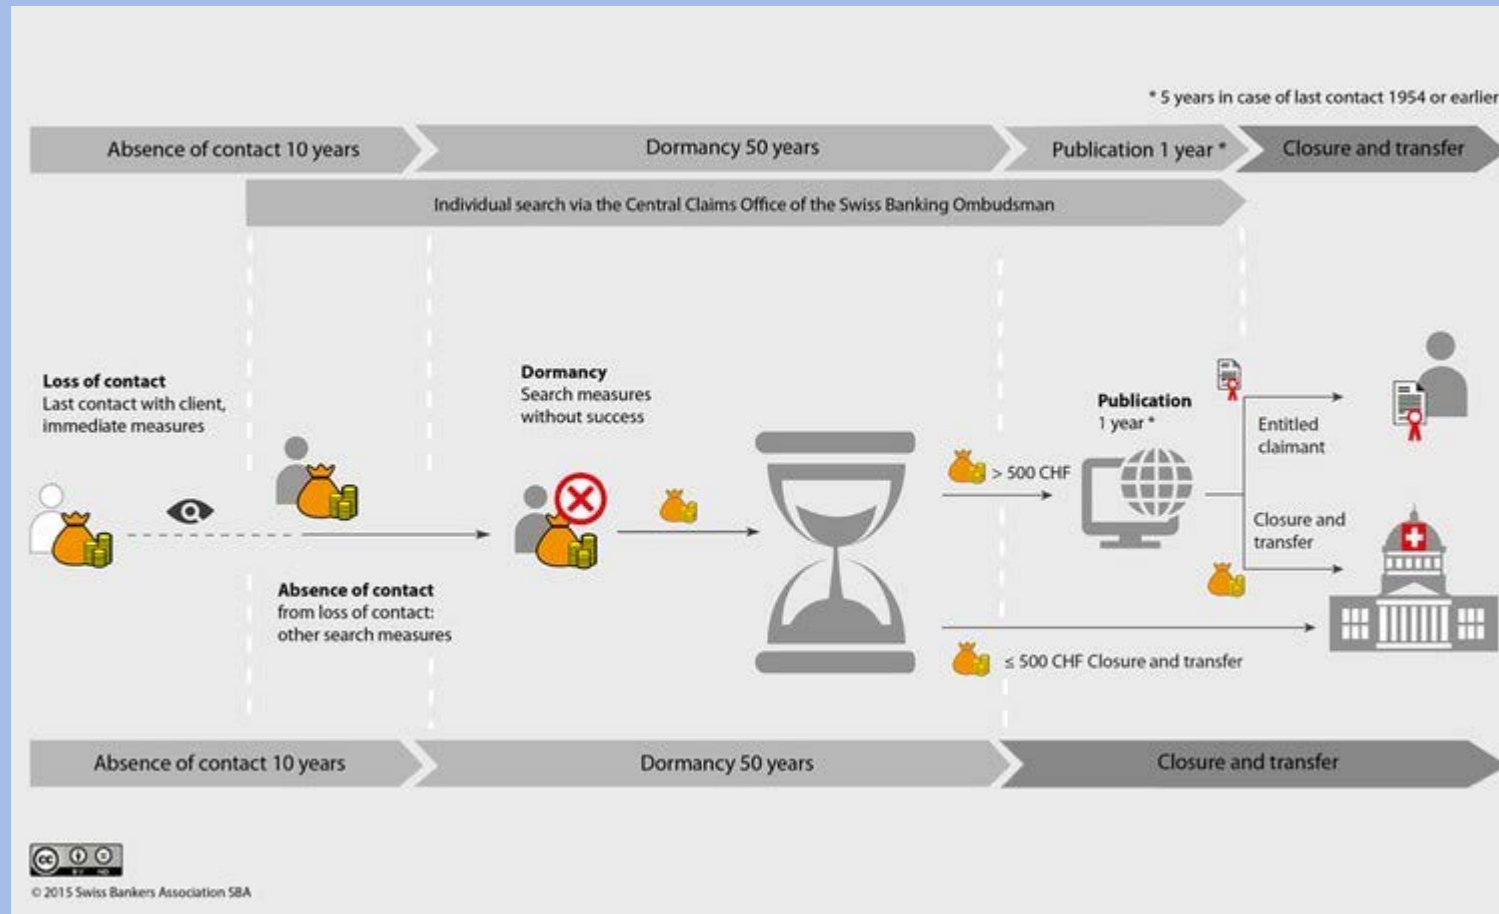 * 5 years in case of last contact 1954 or earlier
Absence of contact 10 years
Dormancy 50 years
Publication 1 year *
Closure and transfer
Individual search via the Central Claims Office of the Swiss Banking Ombudsman
Loss of contact
Last contact with client,
immediate measures
Absence of contact
from loss of contact:
other search measures
Dormancy
Search measures
without success
> 500 CHF
≤ 500 CHF Closure and transfer
Publication
1 year *
Entitled
claimant
Closure and
transfer
Absence of contact 10 years
Dormancy 50 years
Closure and transfer
cc
BY ND
© 2015 Swiss Bankers Association SBA